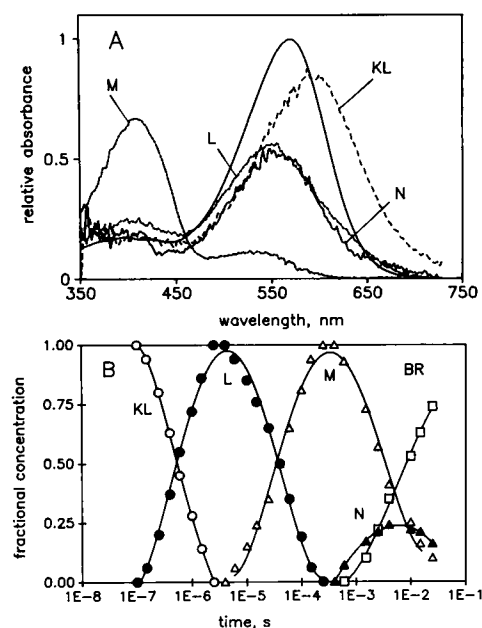 A
relative absorbance
1
0.5
0
M
L
KL
N
350
450
550
650
750
wavelength, nm
B
fractional concentration
1.00
0.75
0.50
0.25
0.00
KL
L
M
BR
N
1E-8
1E-7
1E-6
1E-5
1E-4
1E-3
1E-2
1E-1
time, s